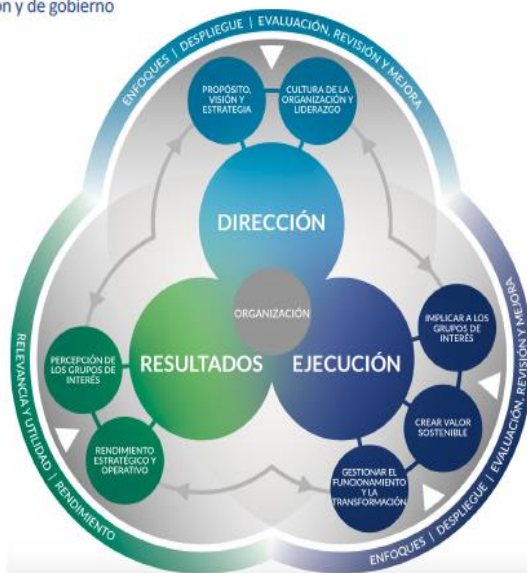 y de gobierno
ENFOQUES | DESPLIEGUE | EVALUACIÓN, REVISIÓN Y MEJORA
PROPÓSITO,
VISIÓN Y
ESTRATEGIA
CULTURA DE LA
ORGANIZACIÓN Y
LIDERAZGO
DIRECCIÓN
ORGANIZACIÓN
RESULTADOS
EJECUCIÓN
PERCEPCIÓN DE
LOS GRUPOS DE
INTERÉS
RENDIMIENTO
ESTRATÉGICO Y
OPERATIVO
IMPLICAR A LOS
GRUPOS DE
INTERÉS
CREAR VALOR
SOSTENIBLE
GESTIONAR EL
FUNCIONAMIENTO
Y LA
TRANSFORMACIÓN
RELEVANCIA Y UTILIDAD | RENDIMIENTO
ENFOQUES | DESPLIEGUE | EVALUACIÓN, REVISIÓN Y MEJORA